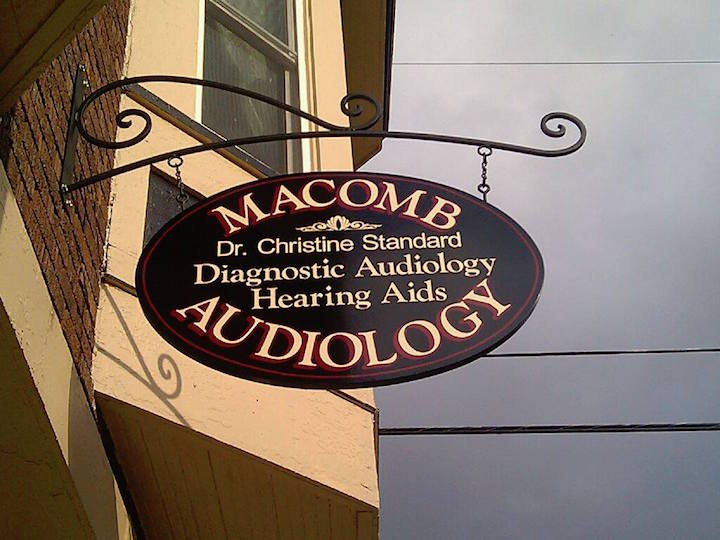 MACOMB
Dr. Christine Standard
Diagnostic Audiology
Hearing Aids
AUDIOLOGY